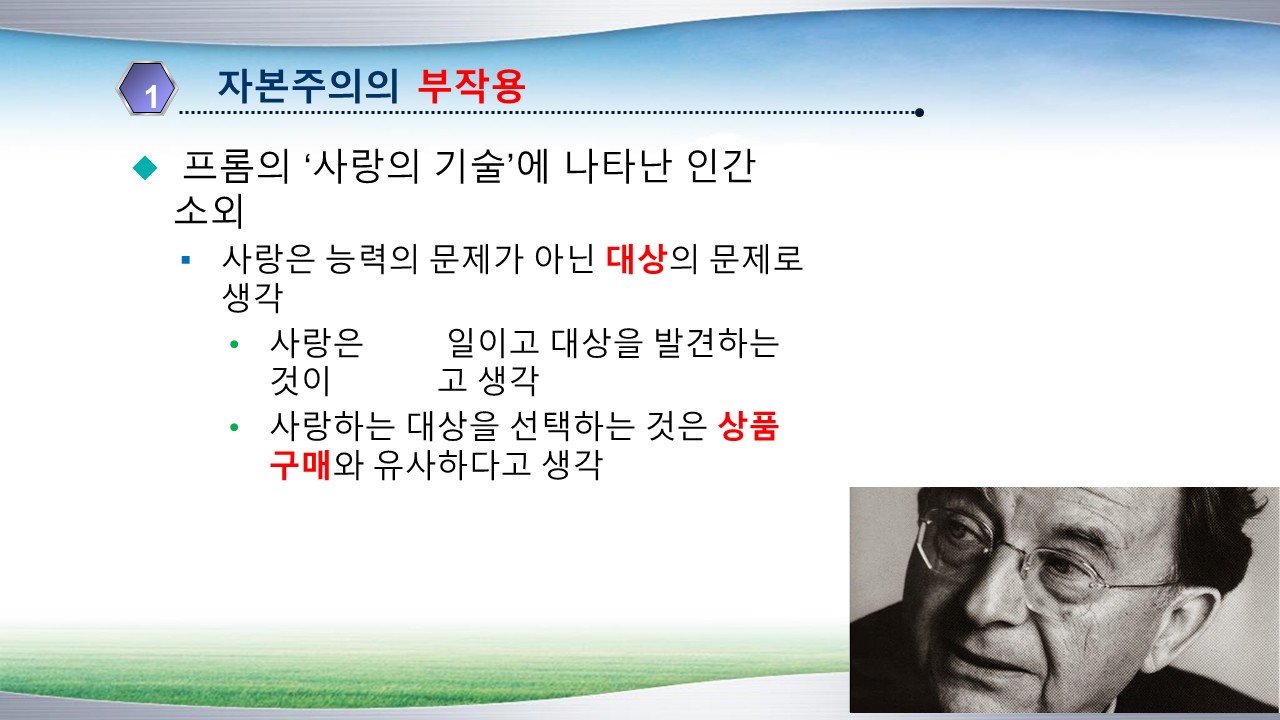 1 자본주의의 부작용
프롬의 ‘사랑의 기술’에 나타난 인간
소외
사랑은 능력의 문제가 아닌 대상의 문제로
생각
사랑은 일이고 대상을 발견하는
것이 고 생각
사랑하는 대상을 선택하는 것은 상품
구매와 유사하다고 생각